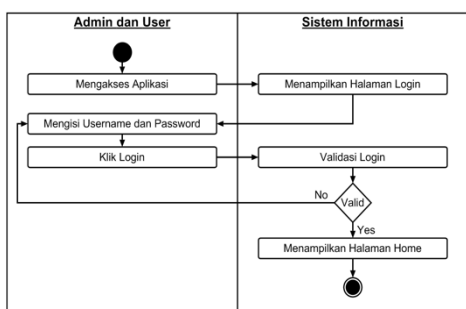 Admin dan User
Sistem Informasi
Mengakses Aplikasi
Menampilkan Halaman Login
Mengisi Username dan Password
Klik Login
Validasi Login
No
Valid
Yes
Menampilkan Halaman Home